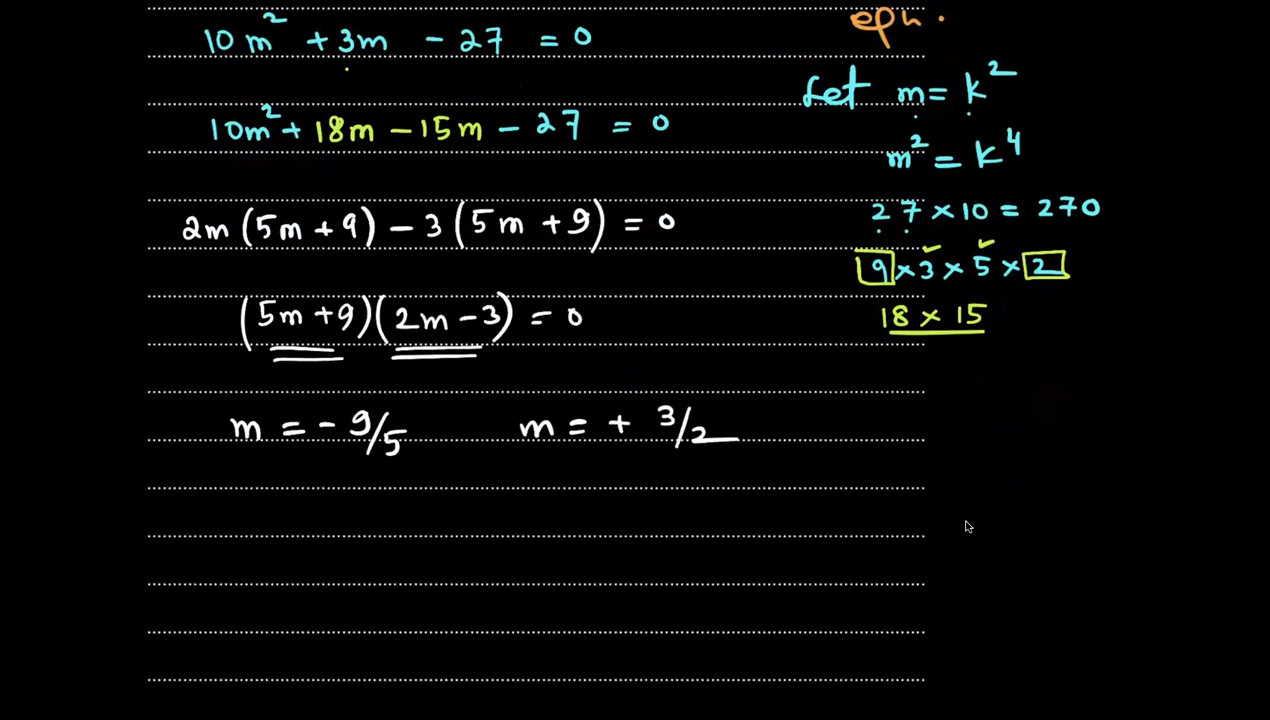 10m² + 3m - 27 = 0
10m² + 18m - 15m - 27 = 0
2m (5m + 9) - 3 (5m + 9) = 0
(5m + 9)(2m - 3) = 0
m = - 9/5 m = + 3/2
eqn.
Let m = k²
m² = k⁴
27 × 10 = 270
9 × 3 × 5 × 2
18 × 15